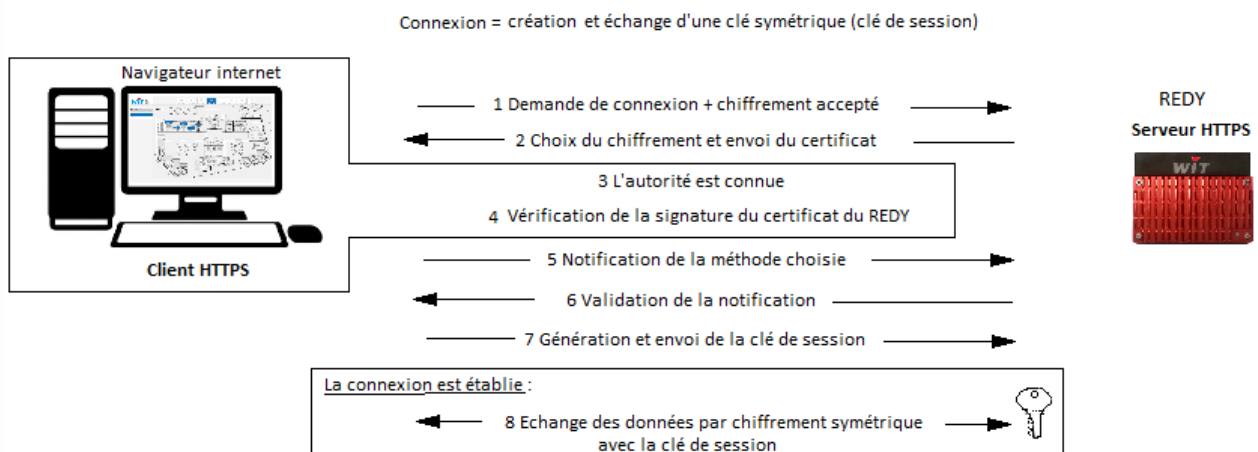 Connexion = création et échange d'une clé symétrique (clé de session)
Navigateur internet
1 Demande de connexion + chiffrement accepté
REDY
Serveur HTTPS
2 Choix du chiffrement et envoi du certificat
WiT
3 L'autorité est connue
4 Vérification de la signature du certificat du REDY
Client HTTPS
5 Notification de la méthode choisie
6 Validation de la notification
7 Génération et envoi de la clé de session
La connexion est établie :
8 Echange des données par chiffrement symétrique
avec la clé de session